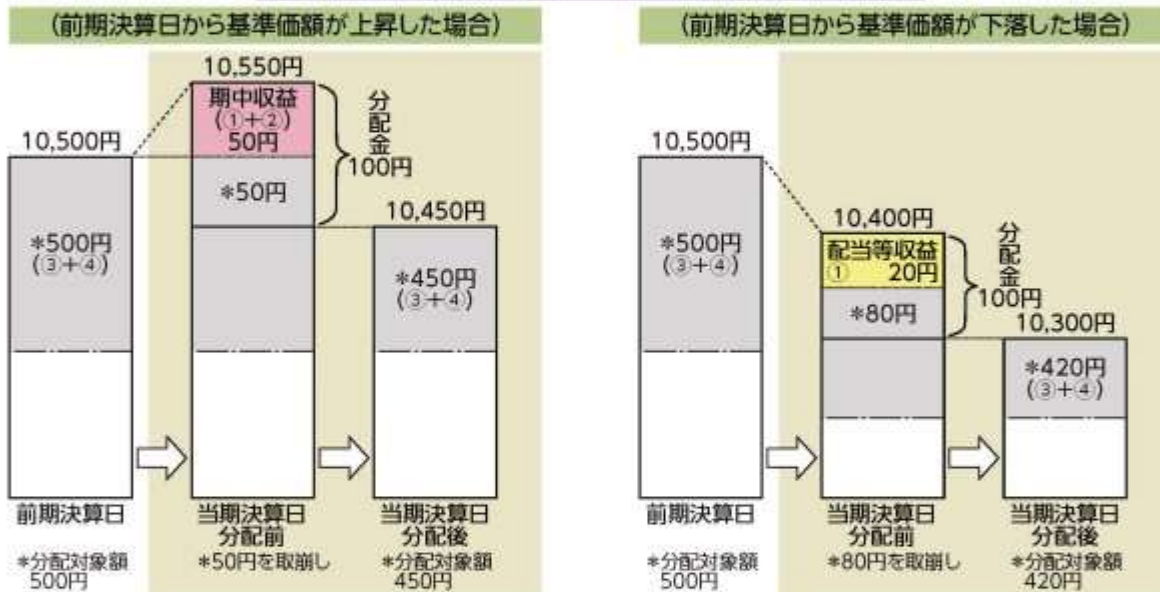 (前期決算日から基準価額が上昇した場合)
10,550円
期中収益
(①+②)
50円
分配金
100円
10,500円
*50円
10,450円
*500円
(③+④)
*450円
(③+④)
前期決算日
当期決算日
分配前
当期決算日
分配後
*分配対象額
500円
*50円を取崩し
*分配対象額
450円
(前期決算日から基準価額が下落した場合)
10,500円
10,400円
*500円
(③+④)
配当等収益
① 20円
分配金
100円
*80円
10,300円
*420円
(③+④)
前期決算日
当期決算日
分配前
当期決算日
分配後
*分配対象額
500円
*80円を取崩し
*分配対象額
420円